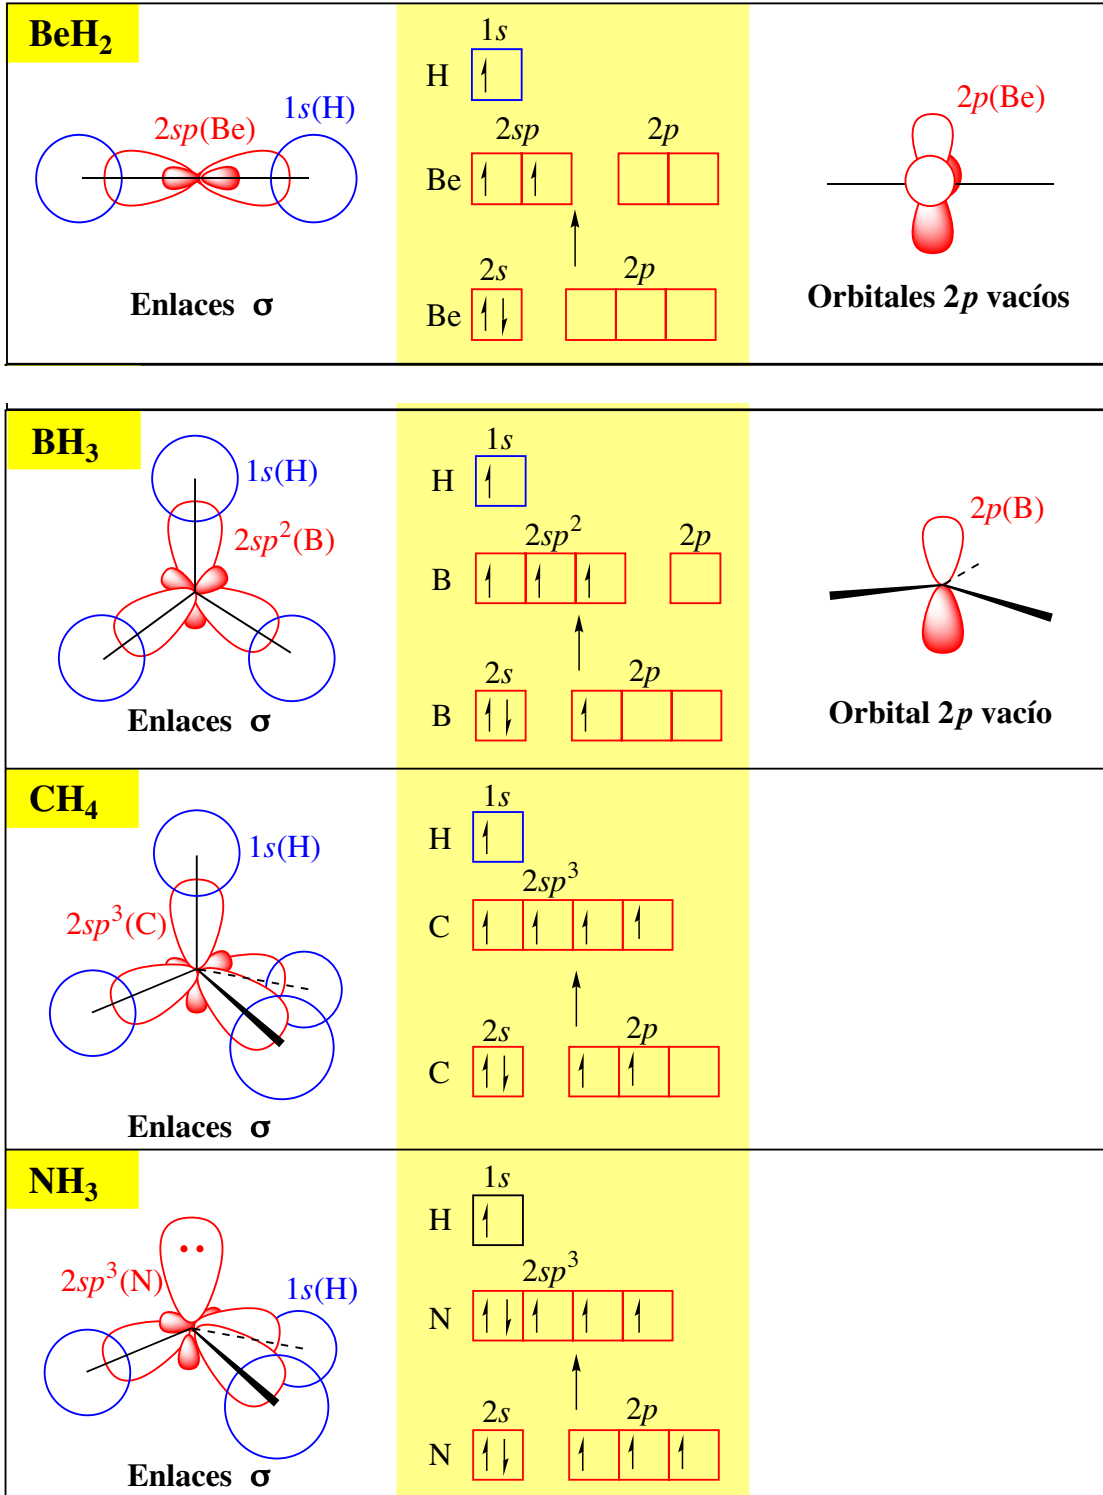 BeH₂
1s
H
1s(H)
2sp(Be)
2sp
2p
2p(Be)
Be
2s
2p
Be
Enlaces σ
Orbitales 2p vacíos
BH₃
1s
H
1s(H)
2sp²(B)
2sp²
2p
2p(B)
B
2s
2p
B
Enlaces σ
Orbital 2p vacío
CH₄
1s
H
1s(H)
2sp³
2sp³(C)
C
2s
2p
C
Enlaces σ
NH₃
1s
H
2sp³
2sp³(N)
1s(H)
N
2s
2p
N
Enlaces σ